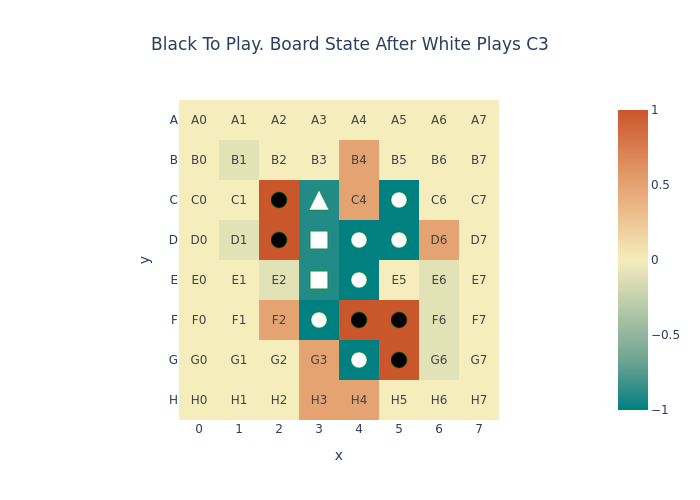 Black To Play. Board State After White Plays C3
A A0 A1 A2 A3 A4 A5 A6 A7
B B0 B1 B2 B3 B4 B5 B6 B7
C C0 C1 C4 C6 C7
D D0 D1 D6 D7
E E0 E1 E2 E5 E6 E7
F F0 F1 F2 F6 F7
G G0 G1 G2 G3 G6 G7
H H0 H1 H2 H3 H4 H5 H6 H7
0 1 2 3 4 5 6 7
x
y
1
0.5
0
−0.5
−1